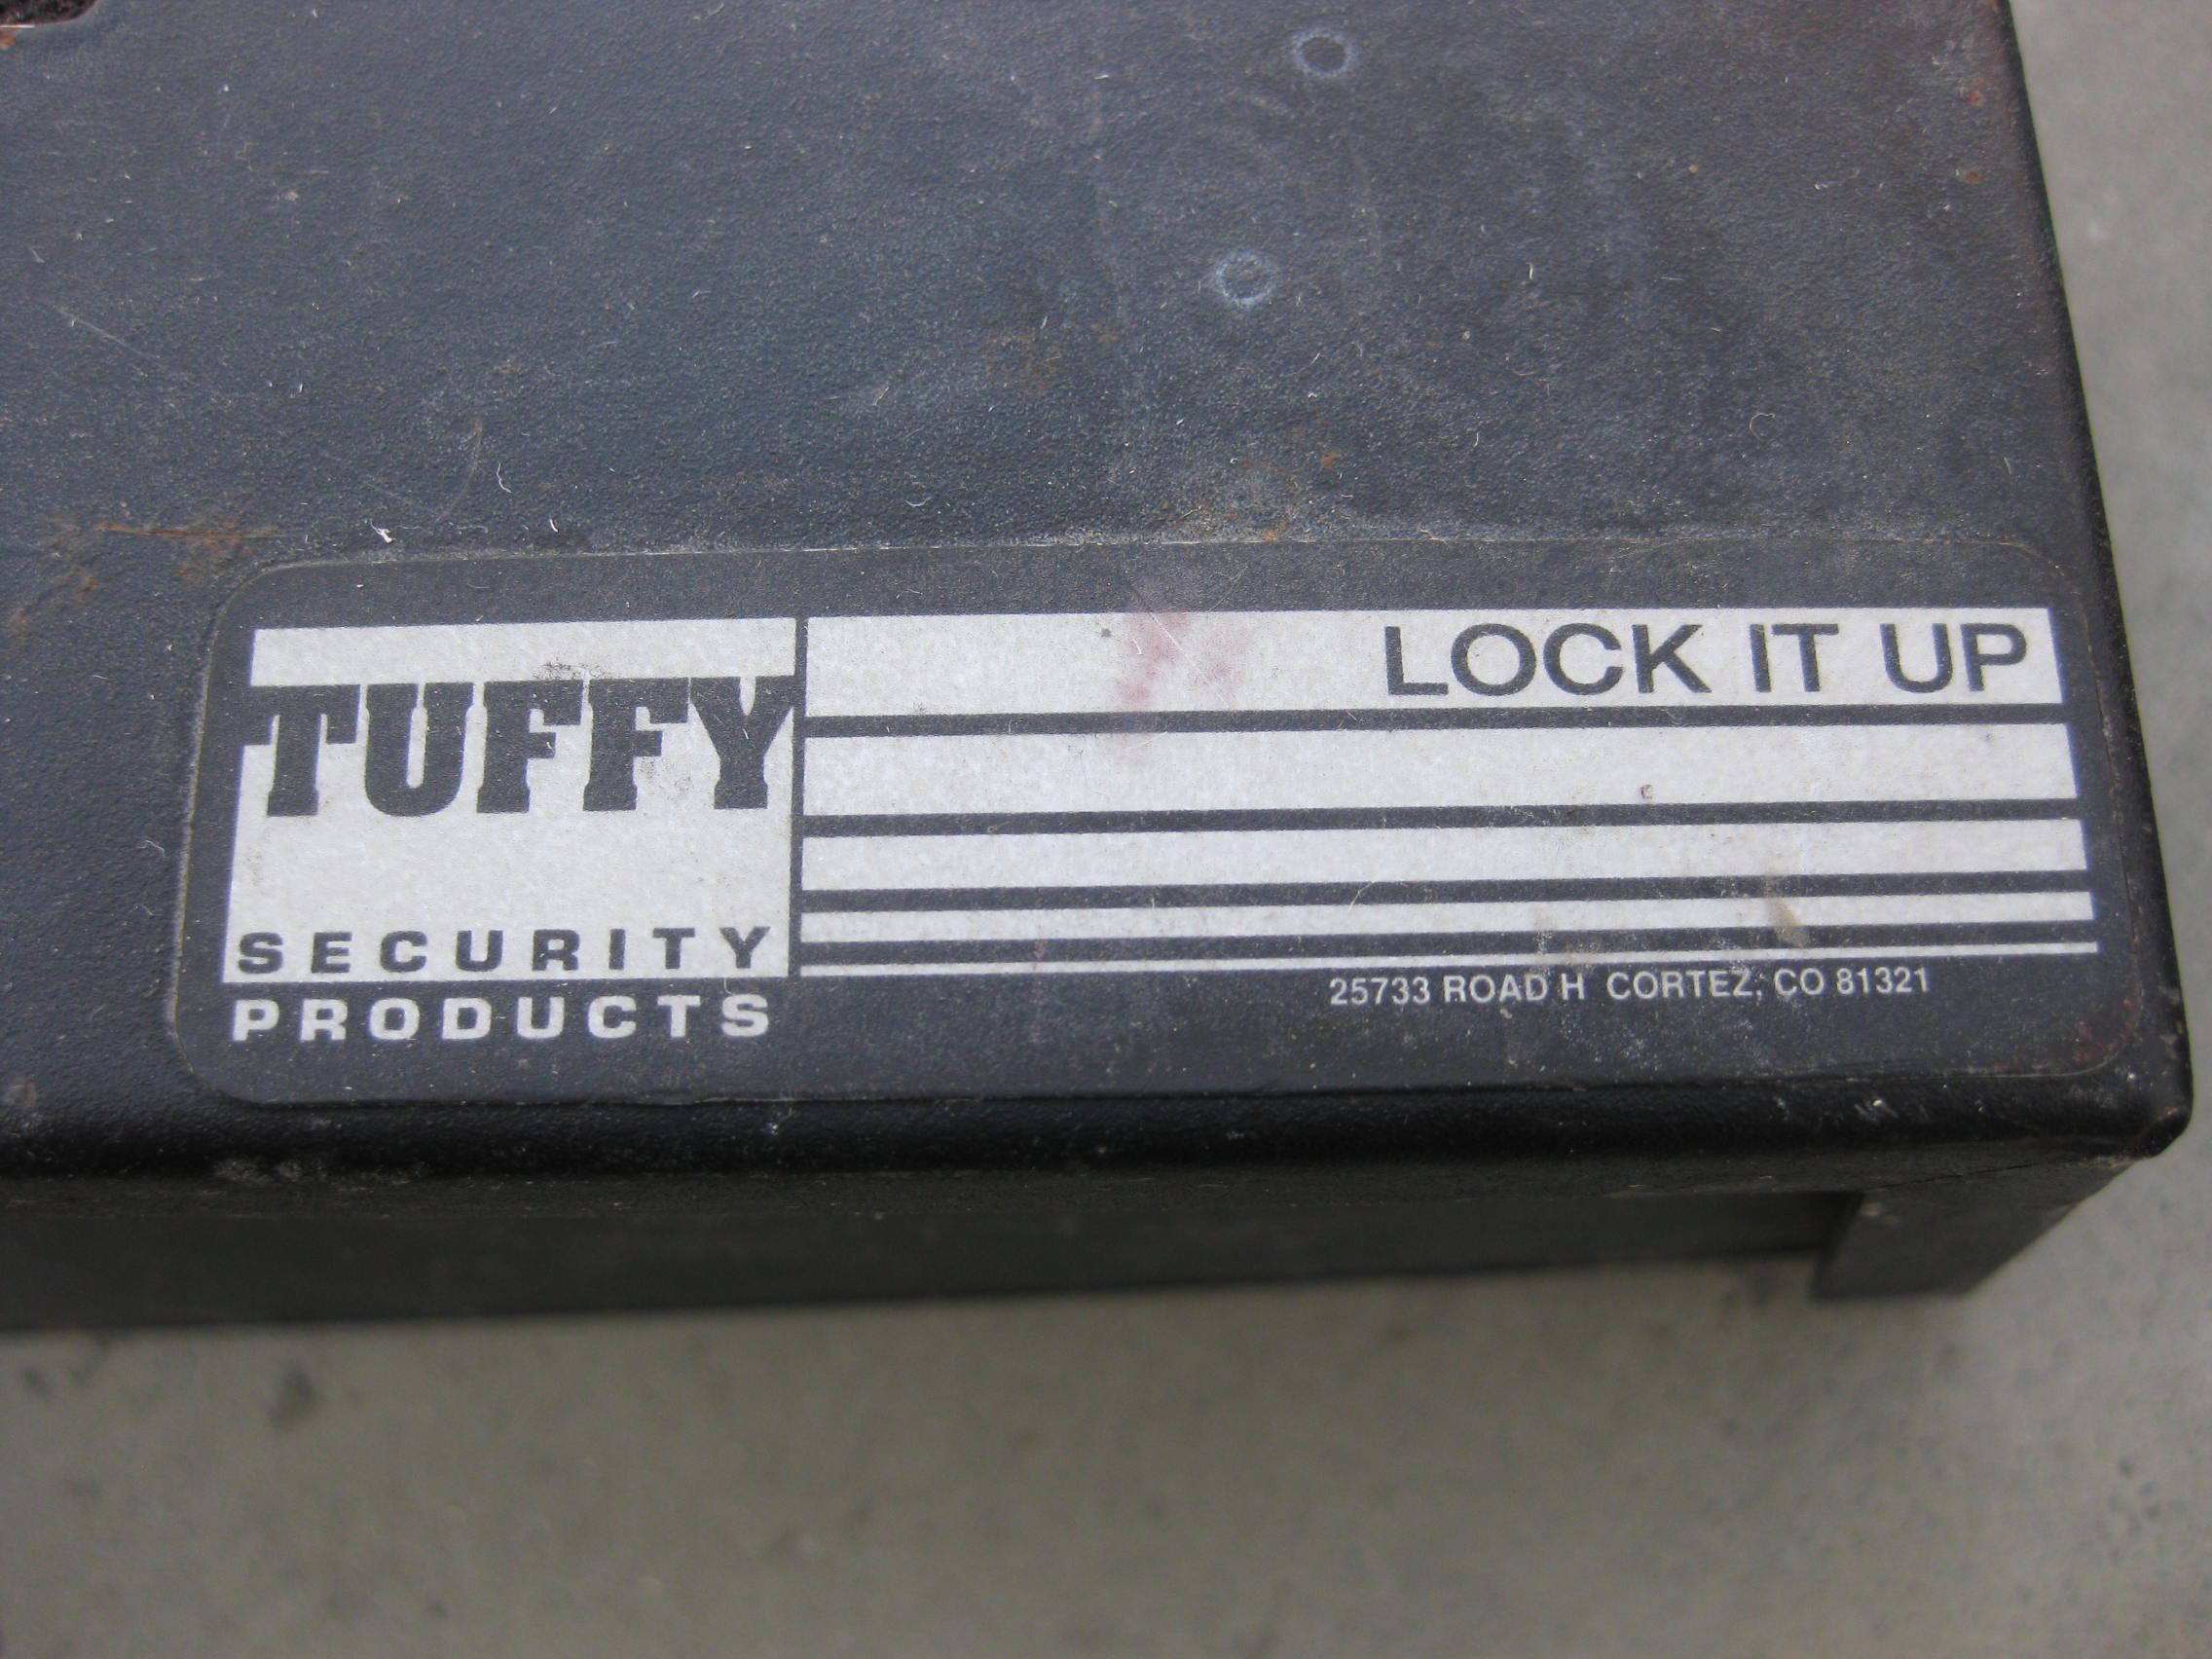 TUFFY
SECURITY
PRODUCTS
LOCK IT UP
25733 ROAD H CORTEZ, CO 81321